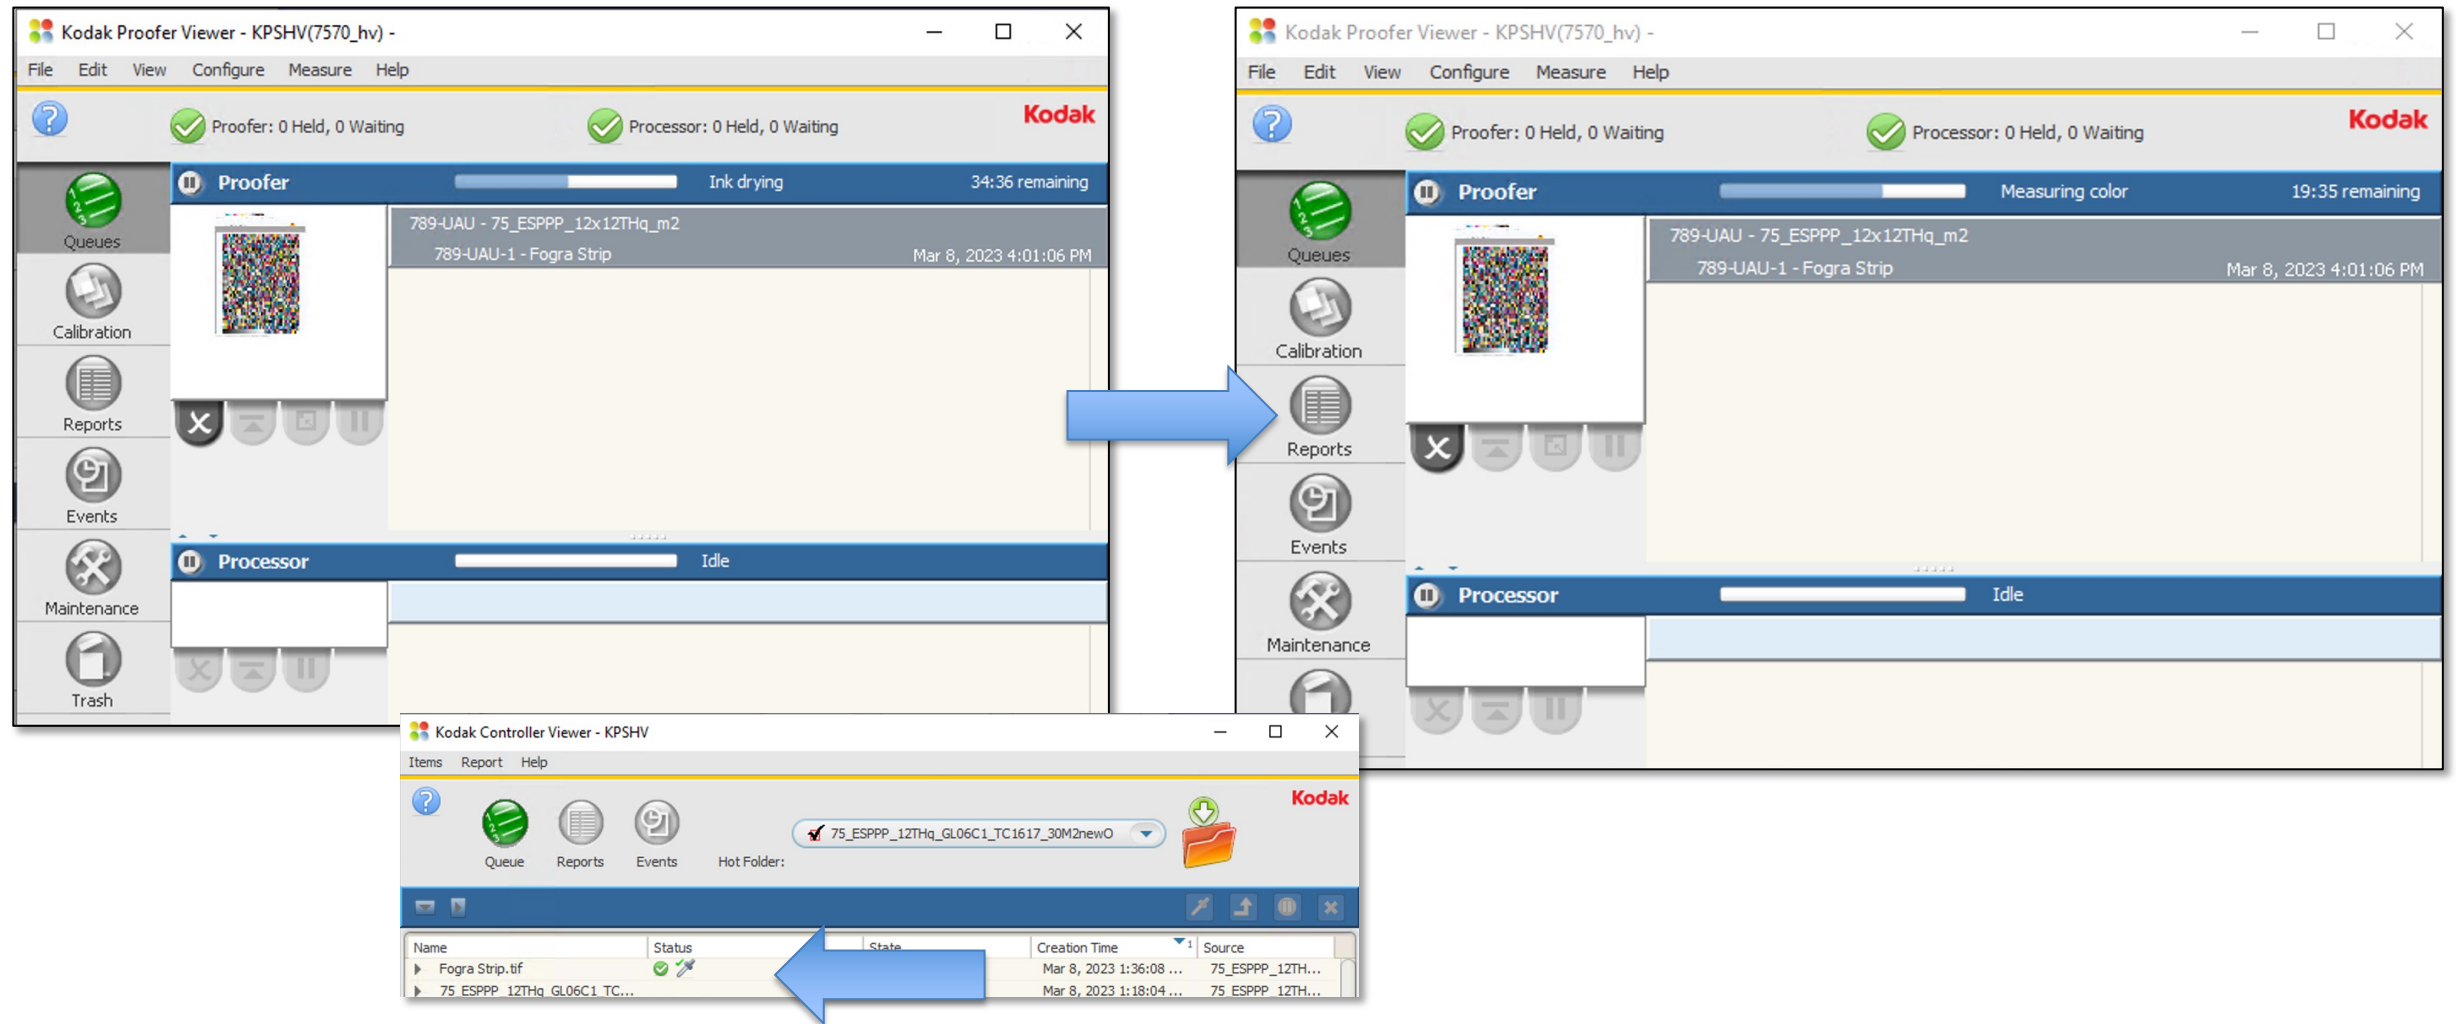 Kodak Proofer Viewer - KPSHV(7570_hv) -
File Edit View Configure Measure Help
Proofer: 0 Held, 0 Waiting
Processor: 0 Held, 0 Waiting
Kodak
Queues
Calibration
Reports
Events
Maintenance
Trash
Proofer
Ink drying
34:36 remaining
789-UAU - 75_ESPPP_12x12THq_m2
789-UAU-1 - Fogra Strip
Mar 8, 2023 4:01:06 PM
Processor
Idle
Kodak Proofer Viewer - KPSHV(7570_hv) -
File Edit View Configure Measure Help
Proofer: 0 Held, 0 Waiting
Processor: 0 Held, 0 Waiting
Kodak
Queues
Calibration
Reports
Events
Maintenance
Proofer
Measuring color
19:35 remaining
789-UAU - 75_ESPPP_12x12THq_m2
789-UAU-1 - Fogra Strip
Mar 8, 2023 4:01:06 PM
Processor
Idle
Kodak Controller Viewer - KPSHV
Items Report Help
Kodak
Queue
Reports
Events
Hot Folder:
75_ESPPP_12THq_GL06C1_TC1617_30M2newO
Name Status State Creation Time 1 Source
Fogra Strip.tif Mar 8, 2023 1:36:08 ... 75_ESPPP_12TH...
75_ESPPP_12THq_GL06C1_TC... Mar 8, 2023 1:18:04 ... 75_ESPPP_12TH...